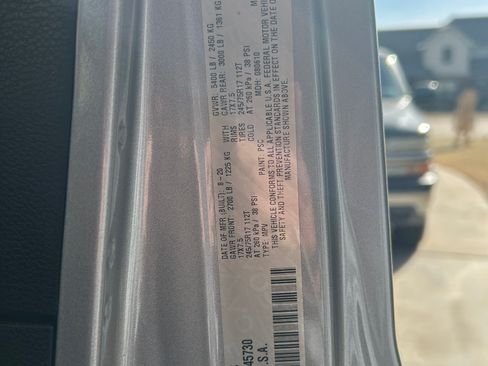 DATE OF MFR.(BUILT): 8-20 GVWR: 5400 LB / 2450 KG
GAWR FRONT: 2700 LB / 1225 KG WITH GAWR REAR: 3000 LB / 1361 KG
17X7.5 RIMS 17X7.5
245/75R17 112T TIRES 245/75R17 112T
AT 260 kPa / 38 PSI COLD AT 260 kPa / 38 PSI
TYPE: MPV PAINT: PSC MDH: 080610
THIS VEHICLE CONFORMS TO ALL APPLICABLE U.S.A. FEDERAL MOTOR
SAFETY AND THEFT PREVENTION STANDARDS IN EFFECT ON THE DATE OF
MANUFACTURE SHOWN ABOVE.
45730
.S.A.